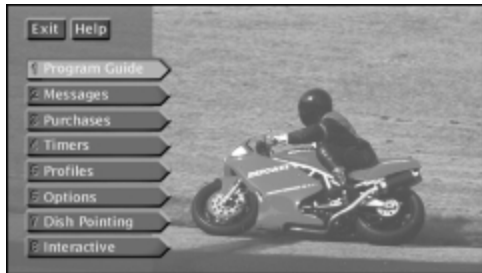 Exit Help
1 Program Guide
2 Messages
3 Purchases
4 Timers
5 Profiles
6 Options
7 Dish Pointing
8 Interactive